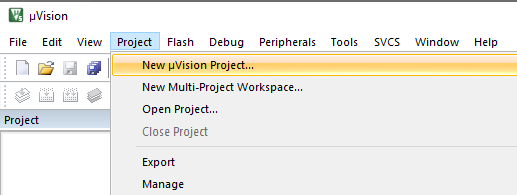 µVision
File Edit View Project Flash Debug Peripherals Tools SVCS Window Help
New µVision Project...
New Multi-Project Workspace...
Open Project...
Project
Close Project
Export
Manage